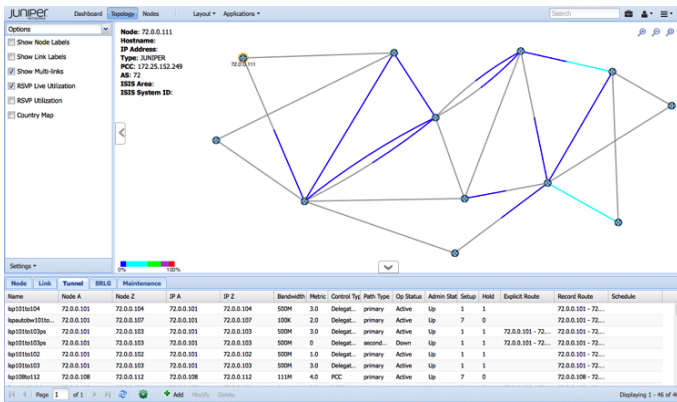 JUNIPER
NETWORKS
Dashboard Topology Nodes Layout Applications Search
Options
Show Node Labels
Show Link Labels
Show Multi-links
RSVP Live Utilization
RSVP Utilization
Country Map
Settings
Node: 72.0.0.111
Hostname:
IP Address:
Type: JUNIPER
PCC: 172.25.152.249
AS: 72
ISIS Area:
ISIS System ID:
72.0.0.111
0% 100%
Node Link Tunnel SRLG Maintenance
Name Node A Node Z IP A IP Z Bandwidth Metric Control Typ Path Type Op Status Admin Stat Setup Hold Explicit Route Record Route Schedule
lsp101to104 72.0.0.101 72.0.0.104 72.0.0.101 72.0.0.104 500M 3.0 Delegat... primary Active Up 1 1 72.0.0.101 - 72....
lspautobw101to... 72.0.0.101 72.0.0.107 72.0.0.101 72.0.0.107 100K 2.0 Delegat... primary Active Up 7 0 72.0.0.101 - 72....
lsp101to103ps 72.0.0.101 72.0.0.103 72.0.0.101 72.0.0.103 500M 3.0 Delegat... primary Active Up 1 1 72.0.0.101 - 72.... 72.0.0.101 - 72....
lsp101to103ps 72.0.0.101 72.0.0.103 72.0.0.101 72.0.0.103 500M 0 Delegat... second... Down Up 1 1 72.0.0.101 - 72.... 72.0.0.101 - 72....
lsp101to102 72.0.0.101 72.0.0.102 72.0.0.101 72.0.0.102 500M 1.0 Delegat... primary Active Up 1 1 72.0.0.101 - 72....
lsp101to103 72.0.0.101 72.0.0.103 72.0.0.101 72.0.0.103 500M 3.0 Delegat... primary Active Up 1 1 72.0.0.101 - 72....
lsp108to112 72.0.0.108 72.0.0.112 72.0.0.108 72.0.0.112 111M 4.0 PCC primary Active Up 7 0 72.0.0.108 - 72....
Page 1 of 1 Add Modify Delete Displaying 1 - 46 of 46